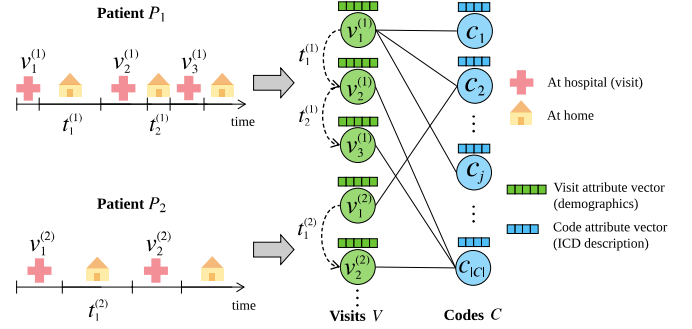 Patient P₁
v₁⁽¹⁾ v₂⁽¹⁾ v₃⁽¹⁾
t₁⁽¹⁾ t₂⁽¹⁾ time
Patient P₂
v₁⁽²⁾ v₂⁽²⁾
t₁⁽²⁾ time
t₁⁽¹⁾
t₂⁽¹⁾
t₁⁽²⁾
v₁⁽¹⁾
v₂⁽¹⁾
v₃⁽¹⁾
v₁⁽²⁾
v₂⁽²⁾
⋮
Visits V
c₁
c₂
⋮
cⱼ
⋮
c|C|
Codes C
At hospital (visit)
At home
Visit attribute vector
(demographics)
Code attribute vector
(ICD description)